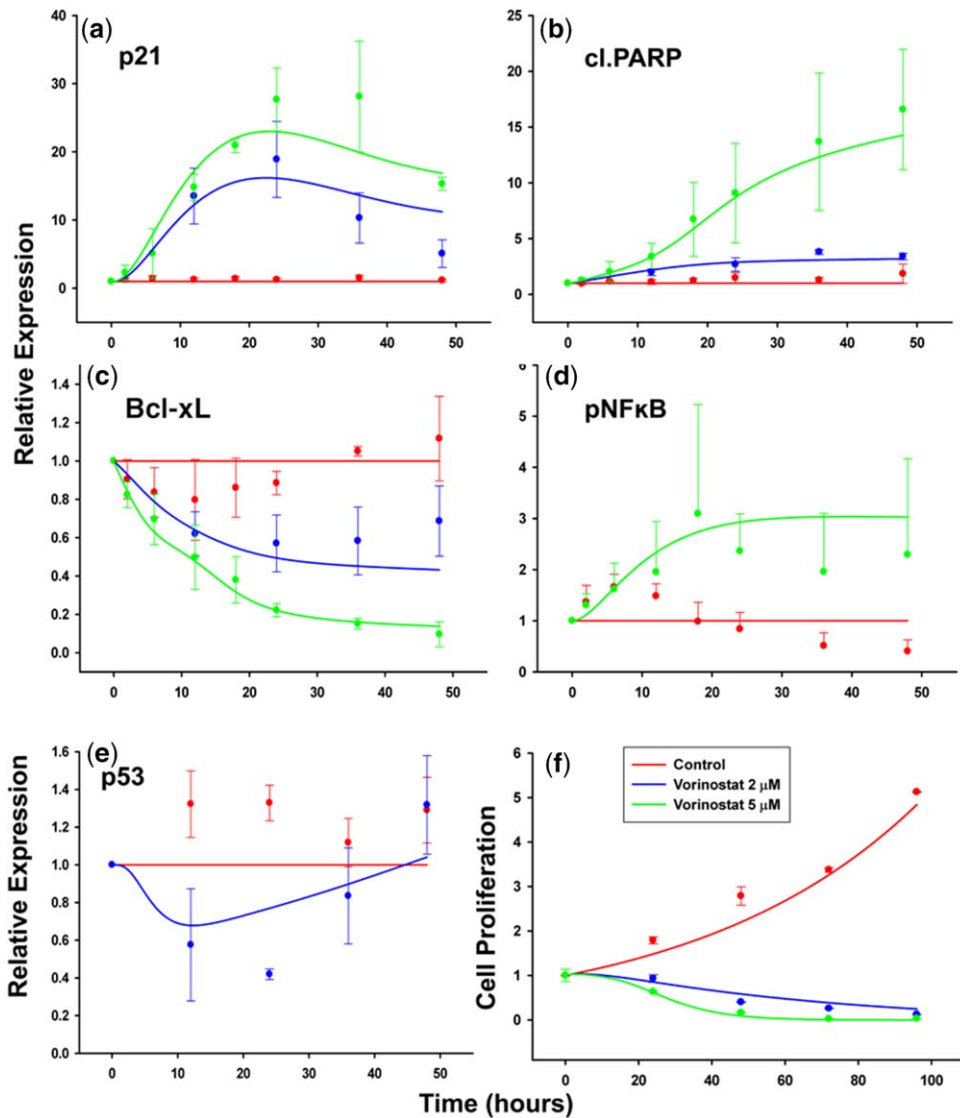 (a)
p21
40
30
20
10
0
0 10 20 30 40 50
(b)
cl.PARP
25
20
15
10
5
0
0 10 20 30 40 50
Relative Expression
(c)
Bcl-xL
1.4
1.2
1.0
0.8
0.6
0.4
0.2
0.0
0 10 20 30 40 50
(d)
pNFκB
6
5
4
3
2
1
0
0 10 20 30 40 50
(e)
p53
Relative Expression
1.6
1.4
1.2
1.0
0.8
0.6
0.4
0.2
0.0
0 10 20 30 40 50
(f)
Control
Vorinostat 2 μM
Vorinostat 5 μM
Cell Proliferation
6
5
4
3
2
1
0
0 20 40 60 80 100
Time (hours)